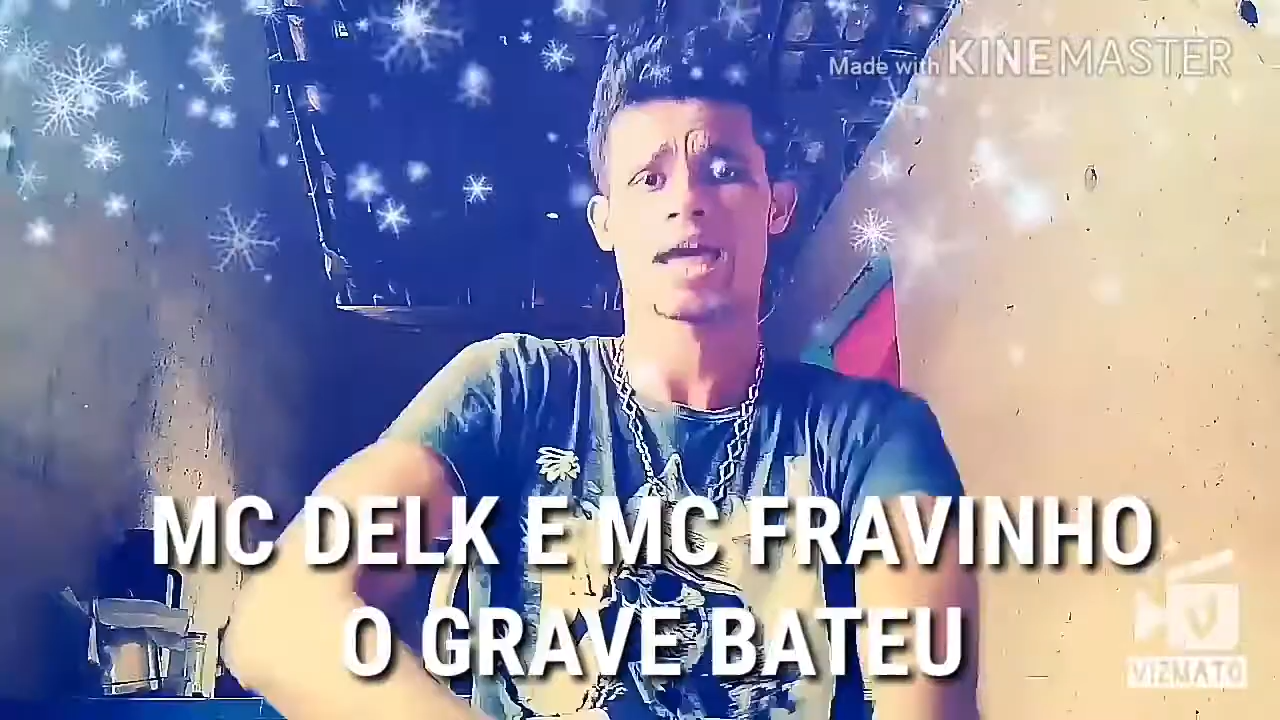 Made with KINEMASTER
MC DELK E MC FRAVINHO
O GRAVE BATEU
V
VIZMATO